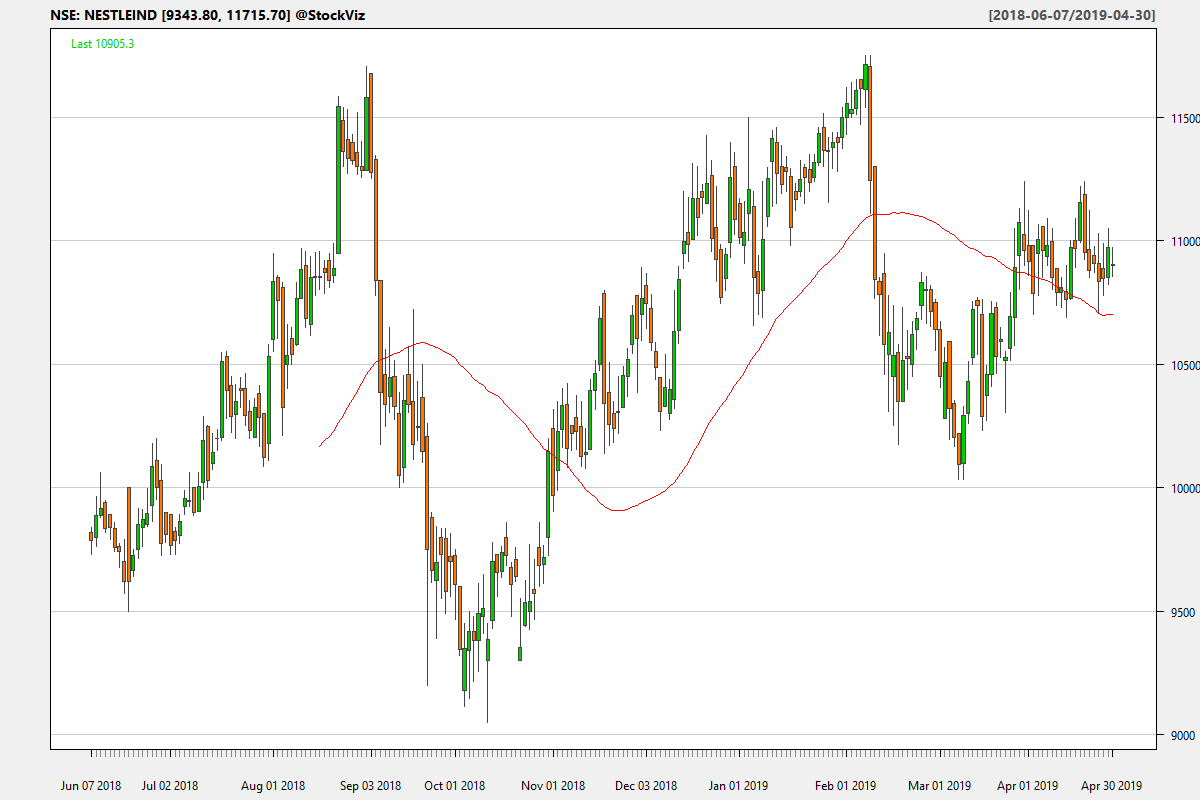 NSE: NESTLEIND [9343.80, 11715.70] @StockViz [2018-06-07/2019-04-30]
Last 10905.3
11500
11000
10500
10000
9500
9000
Jun 07 2018 Jul 02 2018 Aug 01 2018 Sep 03 2018 Oct 01 2018 Nov 01 2018 Dec 03 2018 Jan 01 2019 Feb 01 2019 Mar 01 2019 Apr 01 2019 Apr 30 2019